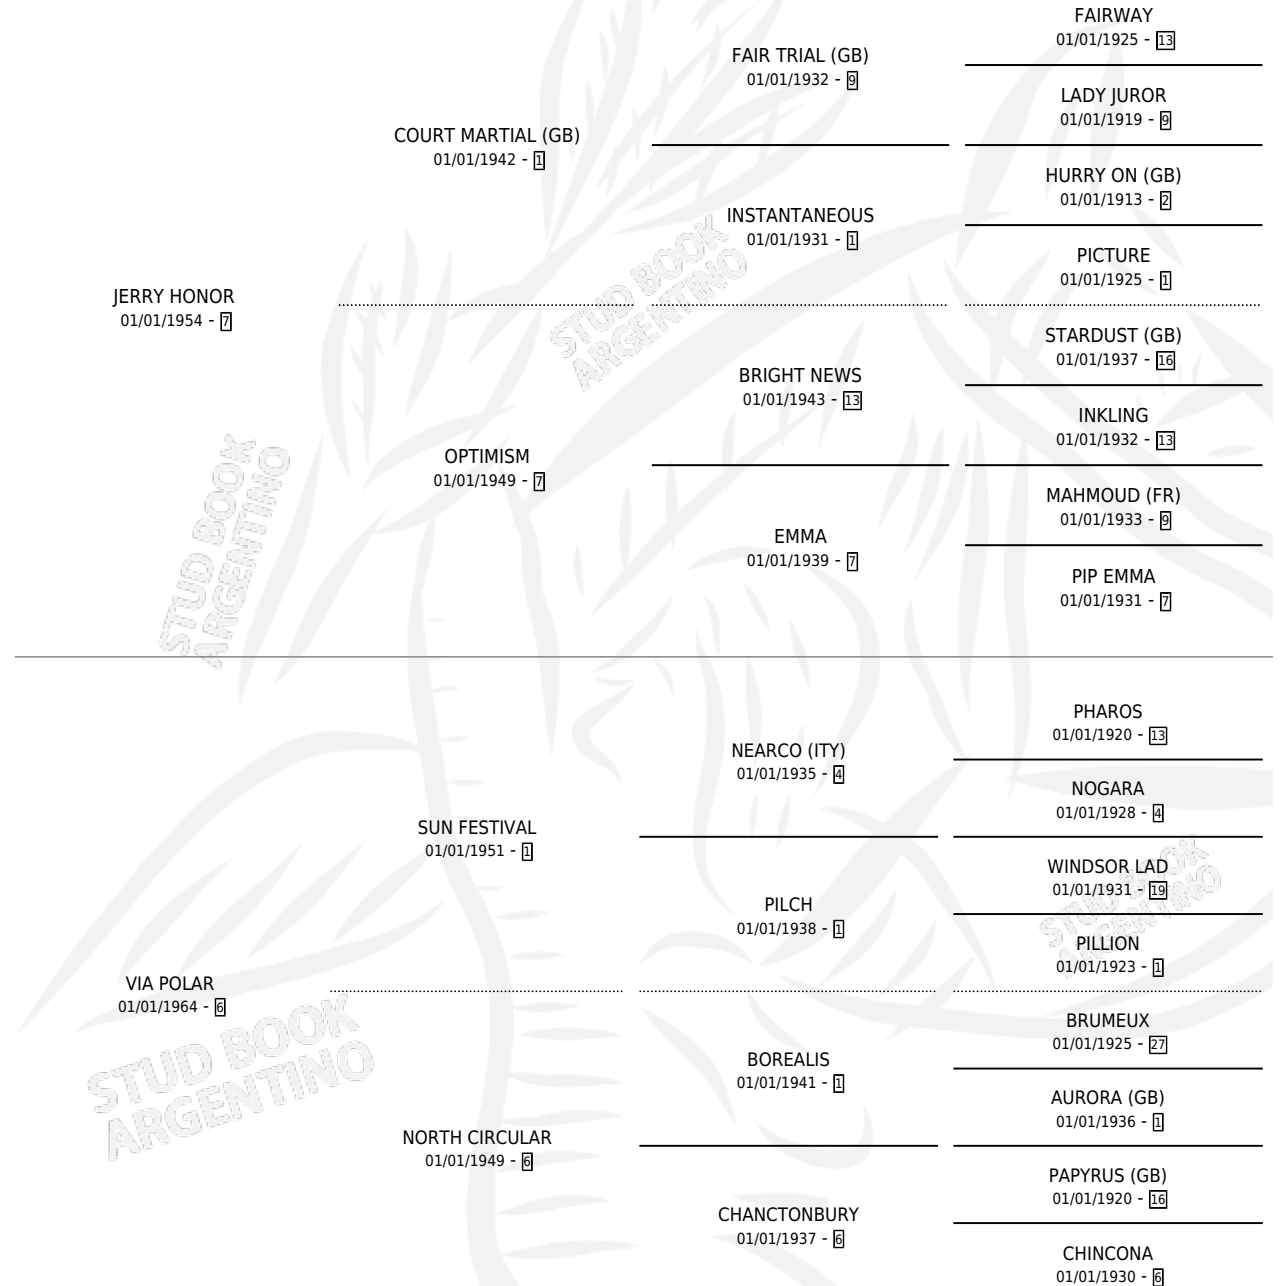 FAIRWAY
01/01/1925 - 13
FAIR TRIAL (GB)
01/01/1932 - 9
LADY JUROR
01/01/1919 - 9
COURT MARTIAL (GB)
01/01/1942 - 1
HURRY ON (GB)
01/01/1913 - 2
INSTANTANEOUS
01/01/1931 - 1
PICTURE
01/01/1925 - 1
JERRY HONOR
01/01/1954 - 7
STUD BOOK
ARGENTINO
STARDUST (GB)
01/01/1937 - 16
BRIGHT NEWS
01/01/1943 - 13
INKLING
01/01/1932 - 13
OPTIMISM
01/01/1949 - 7
MAHMOUD (FR)
01/01/1933 - 9
EMMA
01/01/1939 - 7
PIP EMMA
01/01/1931 - 7
STUD BOOK
ARGENTINO
PHAROS
01/01/1920 - 13
NEARCO (ITY)
01/01/1935 - 4
NOGARA
01/01/1928 - 4
SUN FESTIVAL
01/01/1951 - 1
WINDSOR LAD
01/01/1931 - 19
PILCH
01/01/1938 - 1
PILLION
01/01/1923 - 1
STUD BOOK
ARGENTINO
VIA POLAR
01/01/1964 - 6
BRUMEUX
01/01/1925 - 27
BOREALIS
01/01/1941 - 1
AURORA (GB)
01/01/1936 - 1
STUD BOOK
ARGENTINO
NORTH CIRCULAR
01/01/1949 - 6
PAPYRUS (GB)
01/01/1920 - 16
CHANCTONBURY
01/01/1937 - 6
CHINCONA
01/01/1930 - 6